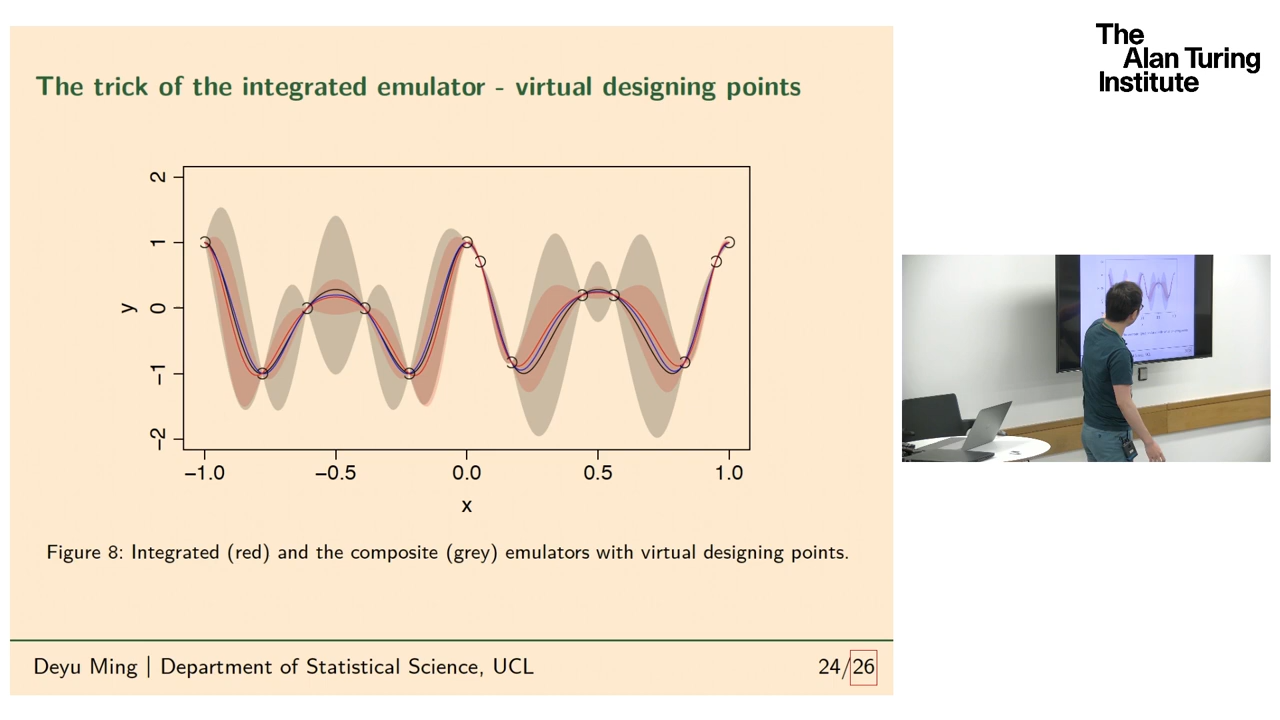 The trick of the integrated emulator - virtual designing points
2
1
0
−1
−2
y
−1.0 −0.5 0.0 0.5 1.0
x
Figure 8: Integrated (red) and the composite (grey) emulators with virtual designing points.
Deyu Ming | Department of Statistical Science, UCL
24/26
The
Alan Turing
Institute